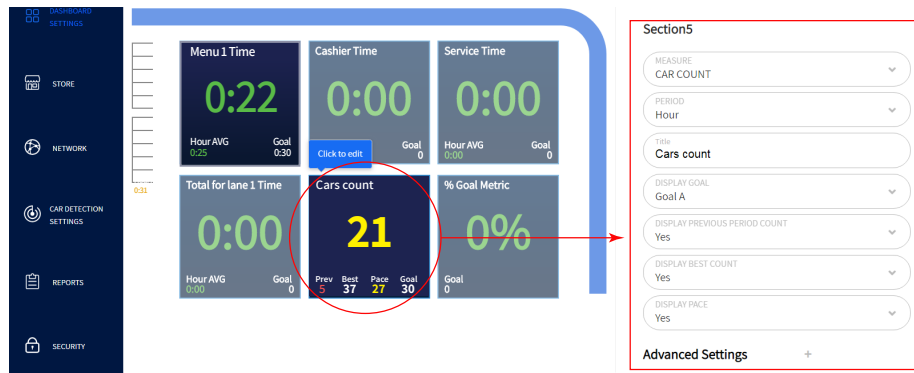 DASHBOARD
SETTINGS
STORE
NETWORK
CAR DETECTION
SETTINGS
REPORTS
SECURITY
0:31
Menu 1 Time
0:22
Hour AVG Goal
0:25 0:30
Cashier Time
0:00
Goal
0
Click to edit
Service Time
0:00
Hour AVG Goal
0:00 0
Total for lane 1 Time
0:00
Hour AVG Goal
0:00 0
Cars count
21
Prev Best Pace Goal
5 37 27 30
% Goal Metric
0%
Goal
0
Section5
MEASURE
CAR COUNT
PERIOD
Hour
Title
Cars count
DISPLAY GOAL
Goal A
DISPLAY PREVIOUS PERIOD COUNT
Yes
DISPLAY BEST COUNT
Yes
DISPLAY PACE
Yes
Advanced Settings +